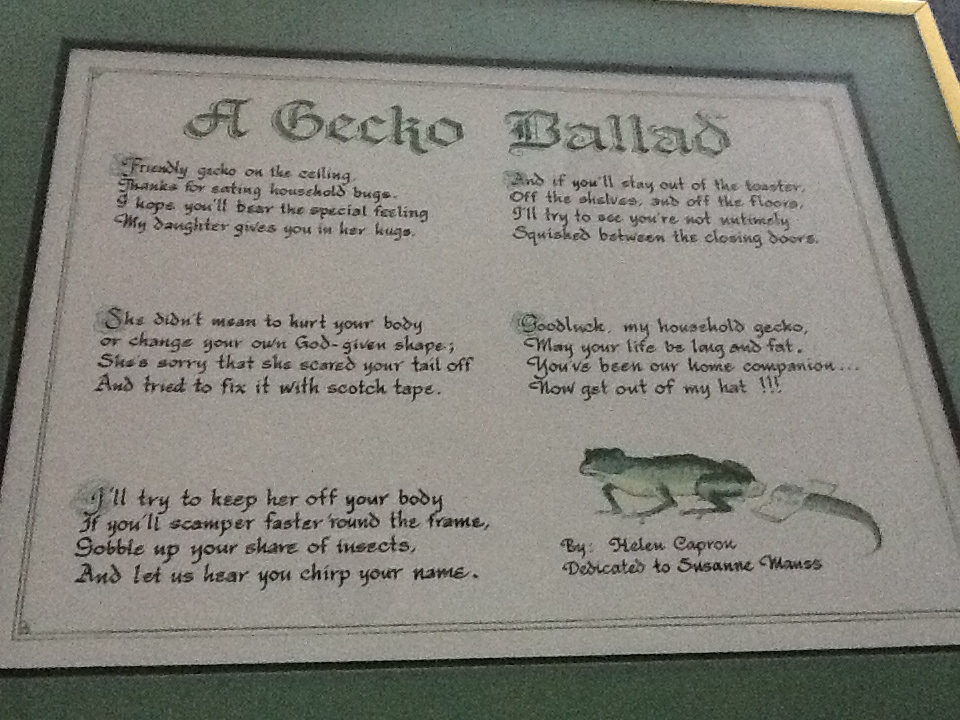 A Gecko Ballad
Friendly gecko on the ceiling,
Thanks for eating household bugs.
I hope you'll bear the special feeling
My daughter gives you in her hugs.
She didn't mean to hurt your body
or change your own God-given shape;
She's sorry that she scared your tail off
And tried to fix it with scotch tape.
I'll try to keep her off your body
If you'll scamper faster 'round the frame,
Gobble up your share of insects,
And let us hear you chirp your name.
And if you'll stay out of the toaster,
Off the shelves, and off the floors,
I'll try to see you're not untimely
Squished between the closing doors.
Goodluck, my household gecko,
May your life be long and fat.
You've been our home companion...
Now get out of my hat !!!
By: Helen Capron
Dedicated to Susanne Mauss